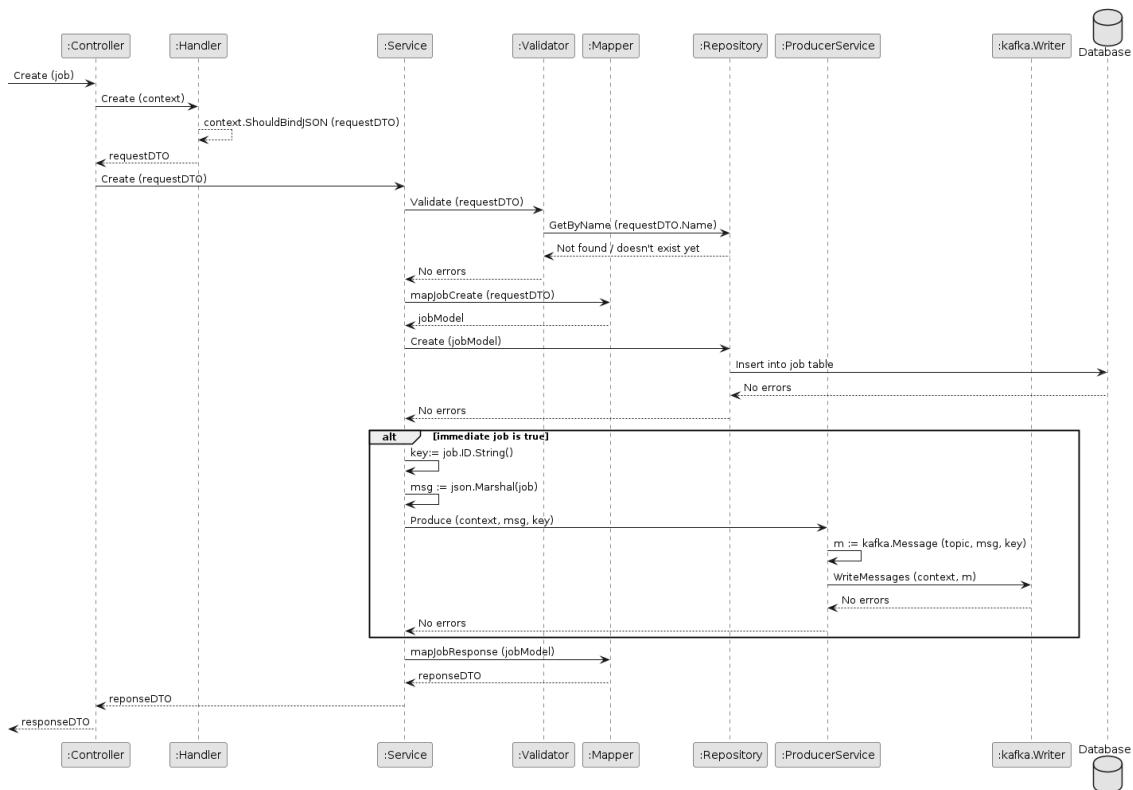 Database
:Controller
:Handler
:Service
:Validator
:Mapper
:Repository
:ProducerService
:kafka.Writer
Create (job)
Create (context)
context.ShouldBindJSON (requestDTO)
requestDTO
Create (requestDTO)
Validate (requestDTO)
GetByName (requestDTO.Name)
Not found / doesn't exist yet
No errors
mapJobCreate (requestDTO)
jobModel
Create (jobModel)
Insert into job table
No errors
No errors
alt
[immediate job is true]
key:= job.ID.String()
msg := json.Marshal(job)
Produce (context, msg, key)
m := kafka.Message (topic, msg, key)
WriteMessages (context, m)
No errors
No errors
mapJobResponse (jobModel)
reponseDTO
reponseDTO
responseDTO
:Controller
:Handler
:Service
:Validator
:Mapper
:Repository
:ProducerService
:kafka.Writer
Database